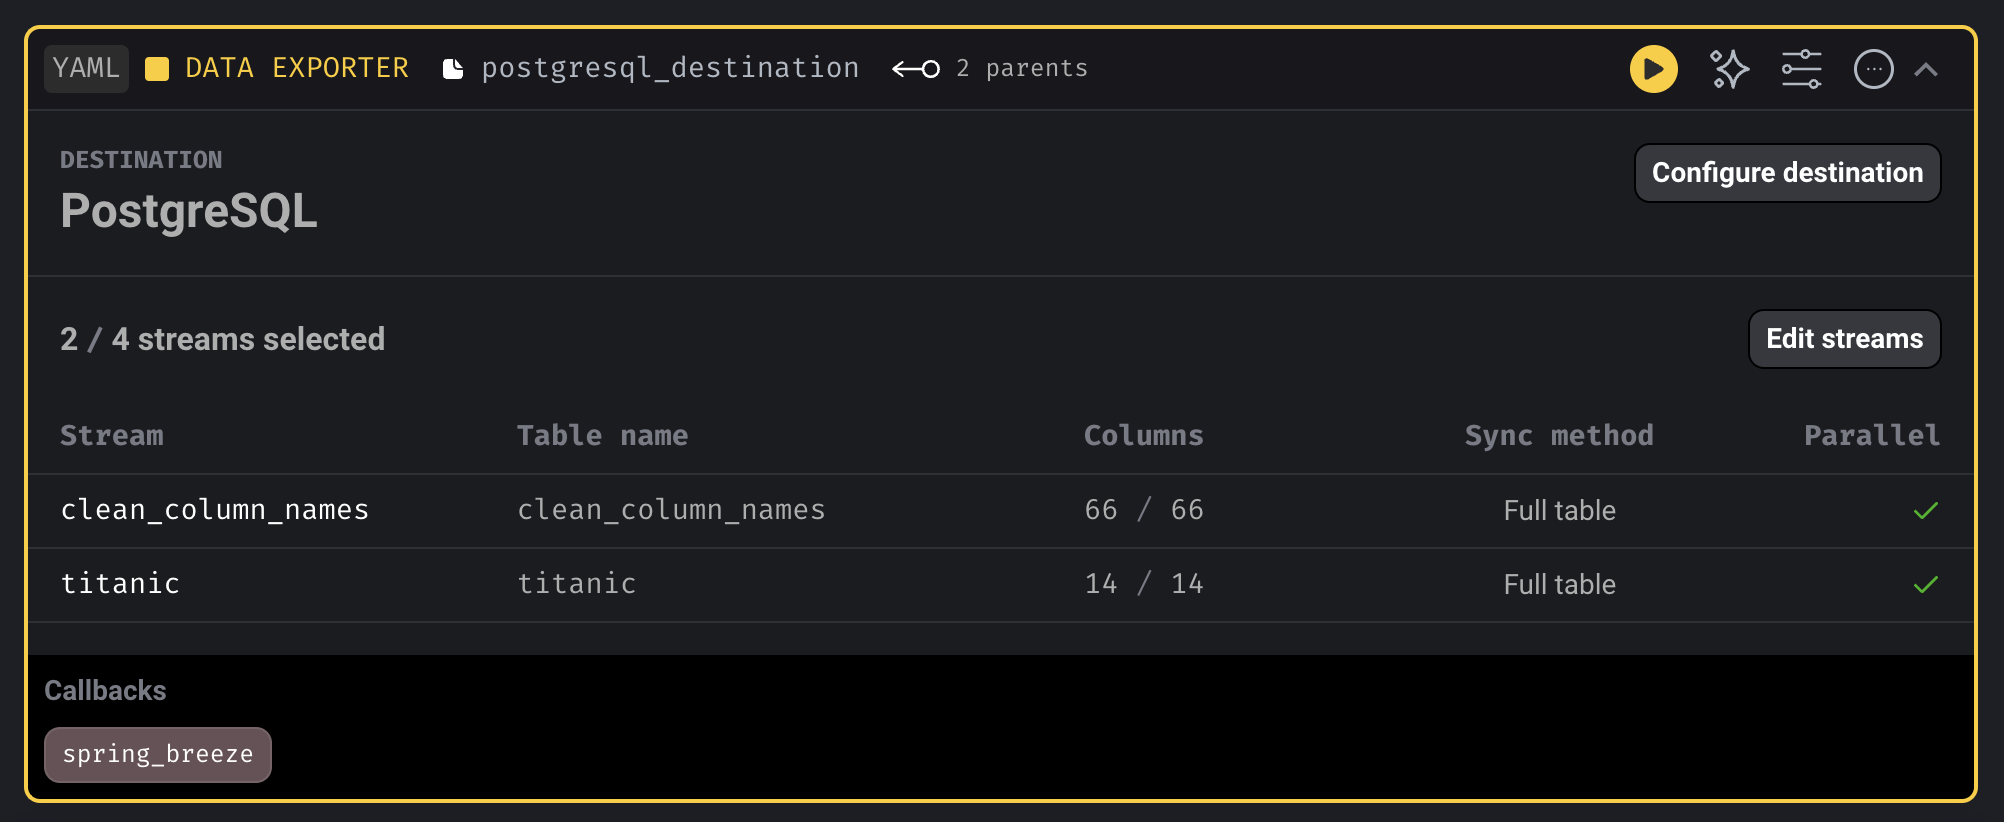 YAML DATA EXPORTER postgresql_destination 2 parents
DESTINATION
PostgreSQL
Configure destination
2 / 4 streams selected
Edit streams
Stream Table name Columns Sync method Parallel
clean_column_names clean_column_names 66 / 66 Full table
titanic titanic 14 / 14 Full table
Callbacks
spring_breeze